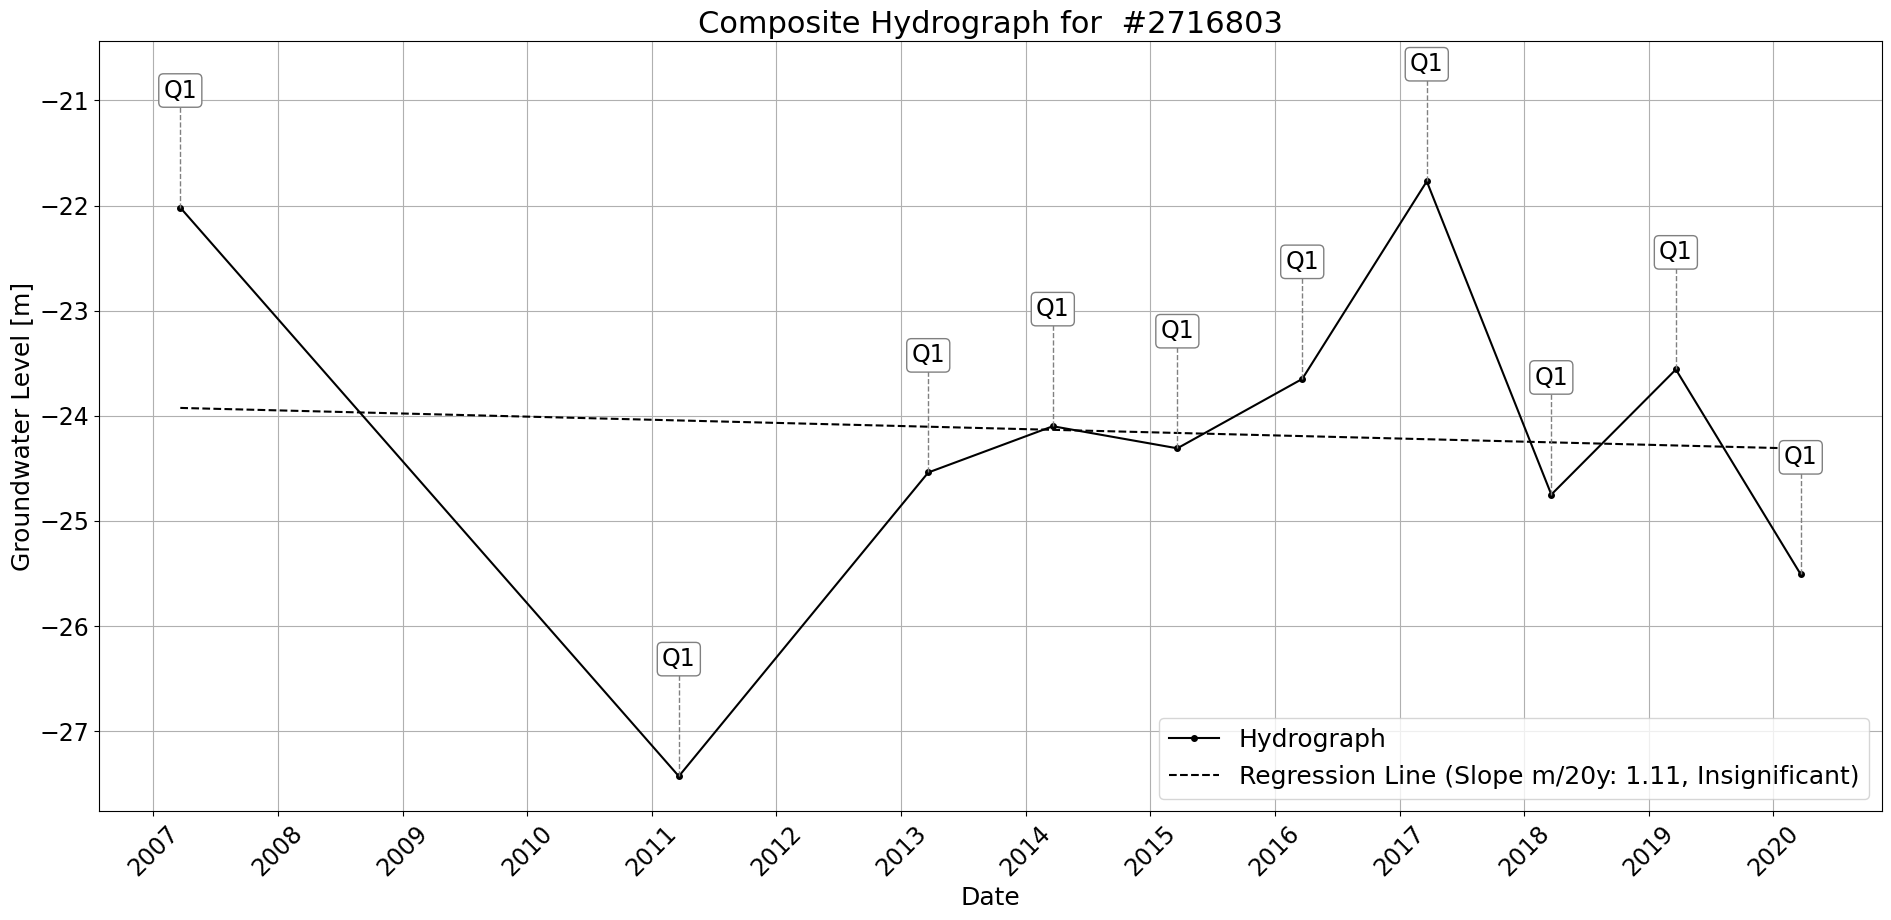 Composite Hydrograph for  #2716803
Groundwater Level [m]
−21
−22
−23
−24
−25
−26
−27
Q1
Q1
Q1
Q1
Q1
Q1
Q1
Q1
Q1
Q1
Hydrograph
Regression Line (Slope m/20y: 1.11, Insignificant)
2007
2008
2009
2010
2011
2012
2013
2014
2015
2016
2017
2018
2019
2020
Date